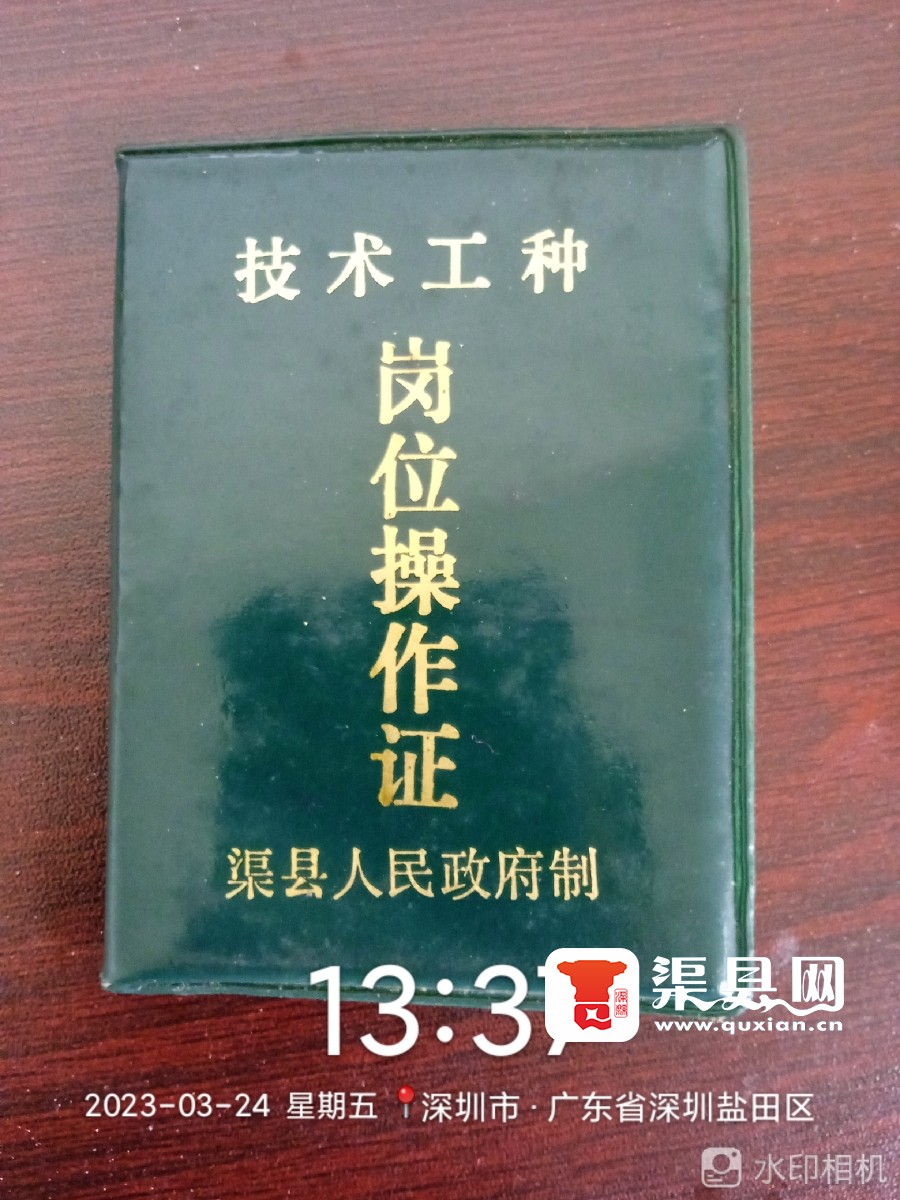 技术工种
岗位操作证
渠县人民政府制
13:37
渠县网
www.quxian.cn
2023-03-24 星期五 深圳市·广东省深圳盐田区
水印相机